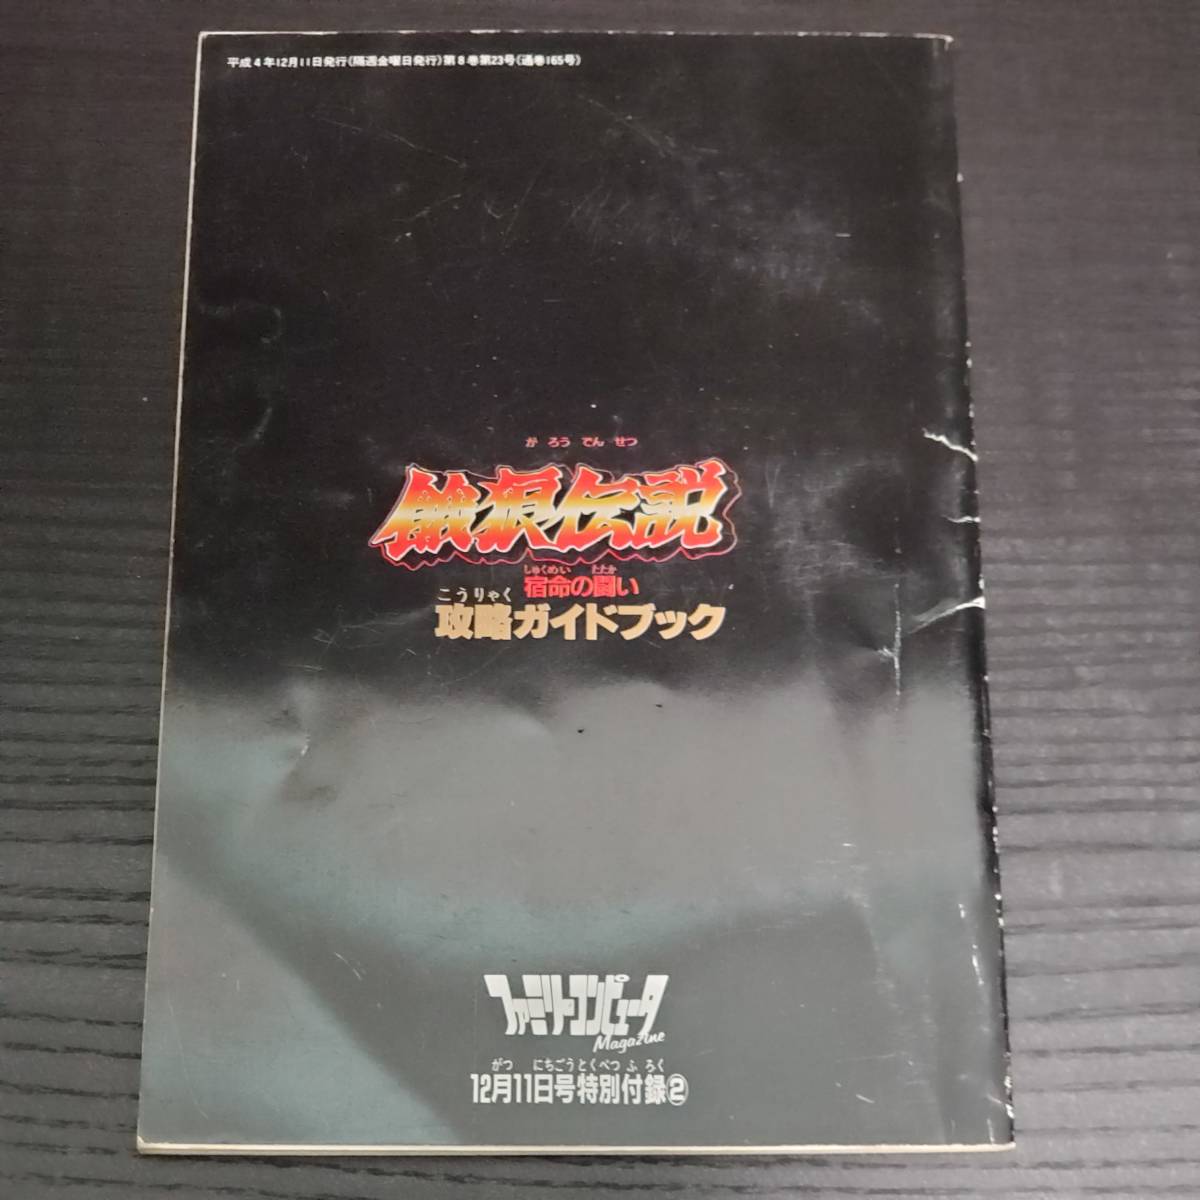 平成4年12月11日発行(隔週金曜日発行)第8巻第23号(通巻165号)
がろうでんせつ
餓狼伝説
しゅくめい たたか
宿命の闘い
こうりゃく
攻略ガイドブック
ファミリーコンピュータ
Magazine
がつ にちごうとくべつふろく
12月11日号特別付録②